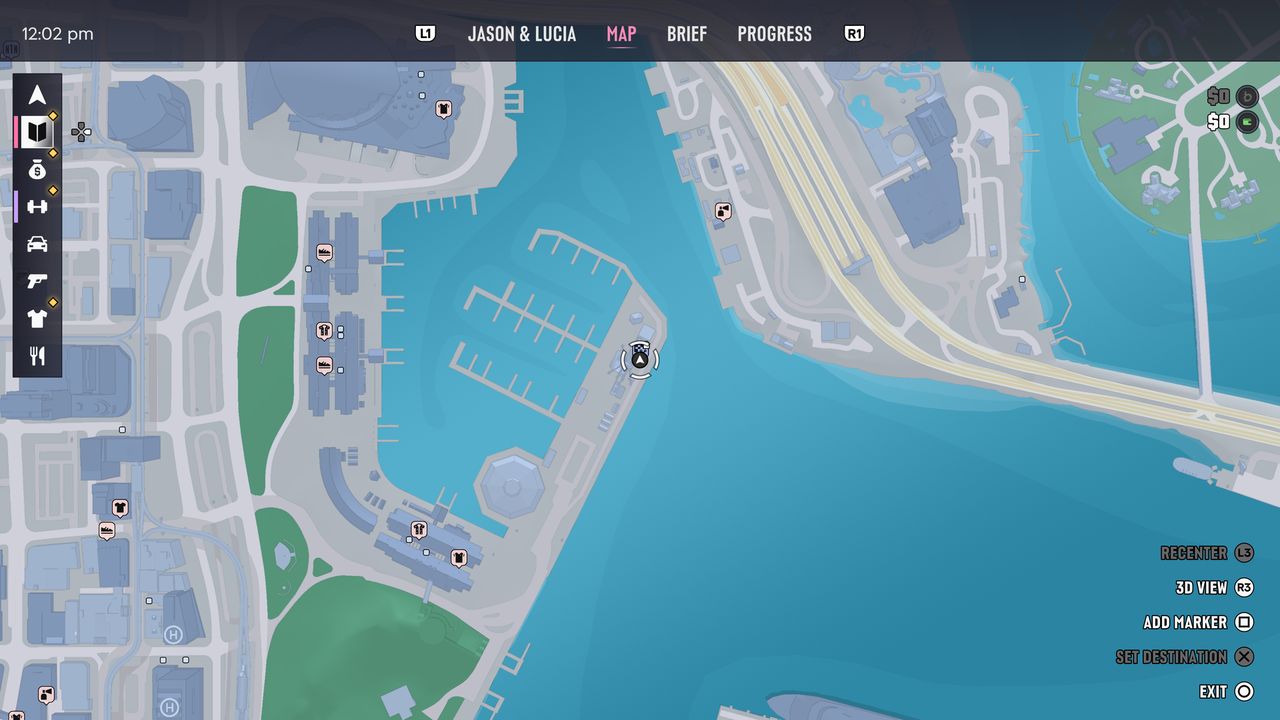 12:02 pm
L1 JASON & LUCIA MAP BRIEF PROGRESS R1
$0
$0
H
H
RECENTER L3
3D VIEW R3
ADD MARKER
SET DESTINATION
EXIT